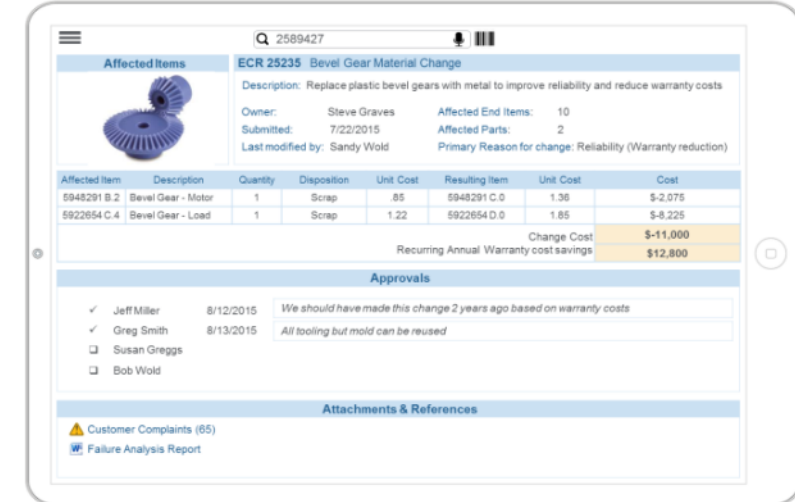 2589427
Affected Items
ECR 25235 Bevel Gear Material Change
Description: Replace plastic bevel gears with metal to improve reliability and reduce warranty costs
Owner: Steve Graves Affected End Items: 10
Submitted: 7/22/2015 Affected Parts: 2
Last modified by: Sandy Wold Primary Reason for change: Reliability (Warranty reduction)
Affected Item Description Quantity Disposition Unit Cost Resulting Item Unit Cost Cost
5948291 B.2 Bevel Gear - Motor 1 Scrap .85 5948291 C.0 1.36 $-2,075
5922654 C.4 Bevel Gear - Load 1 Scrap 1.22 5922654 D.0 1.85 $-8,225
Change Cost $-11,000
Recurring Annual Warranty cost savings $12,800
Approvals
✓ Jeff Miller 8/12/2015 We should have made this change 2 years ago based on warranty costs
✓ Greg Smith 8/13/2015 All tooling but mold can be reused
❑ Susan Greggs
❑ Bob Wold
Attachments & References
Customer Complaints (65)
W Failure Analysis Report